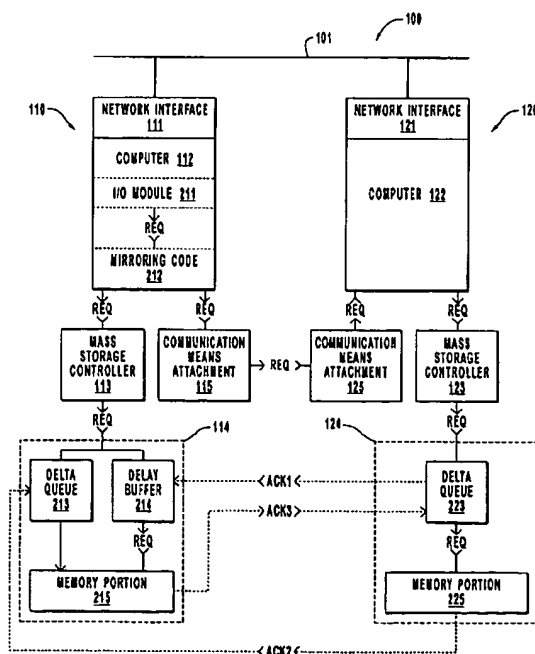 100
101
110
NETWORK INTERFACE
111
COMPUTER 112
I/O MODULE 211
REQ
MIRRORING CODE
212
NETWORK INTERFACE
121
COMPUTER 122
120
REQ
REQ
REQ
REQ
MASS
STORAGE
CONTROLLER
113
COMMUNICATION
MEANS
ATTACHMENT
115
REQ
COMMUNICATION
MEANS
ATTACHMENT
125
MASS
STORAGE
CONTROLLER
123
REQ
REQ
114
124
DELTA
QUEUE
213
DELAY
BUFFER
214
ACK1
ACK3
DELTA
QUEUE
223
REQ
REQ
MEMORY PORTION
215
MEMORY PORTION
225
ACK2